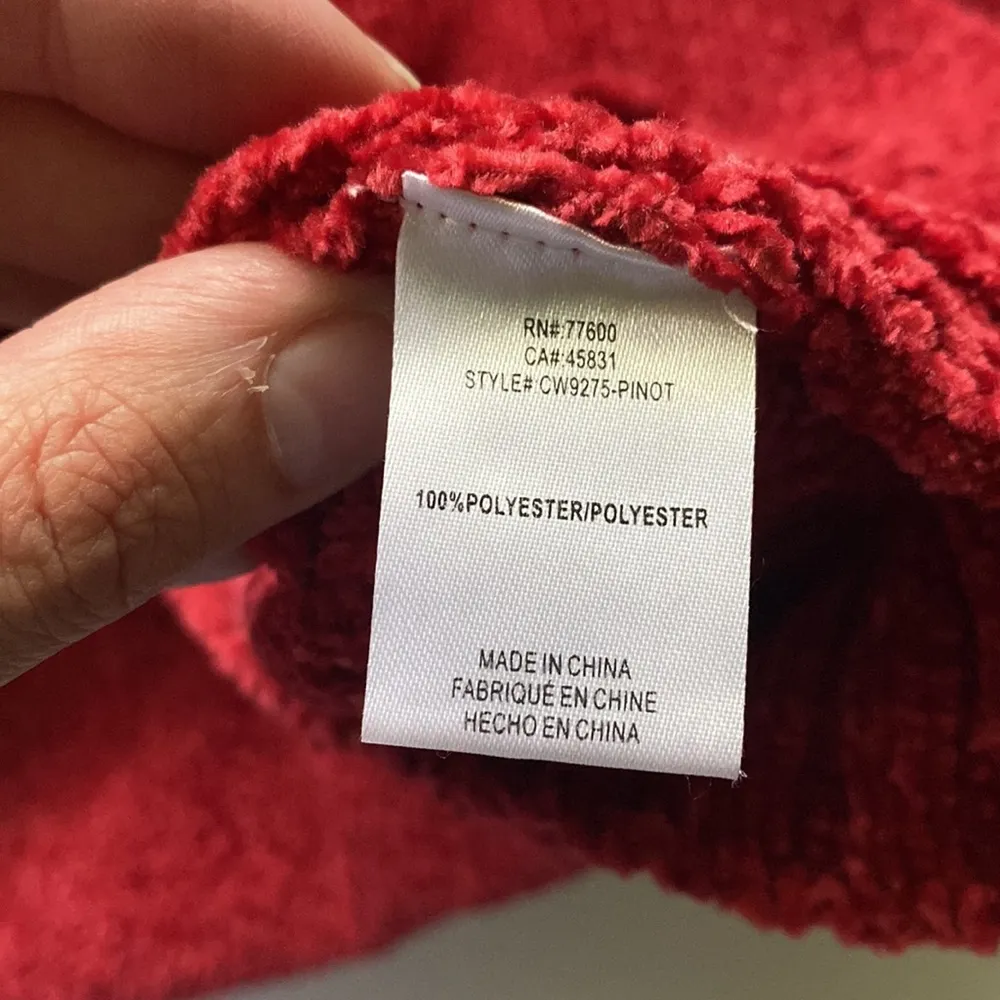 RN#:77600
CA#:45831
STYLE# CW9275-PINOT
100%POLYESTER/POLYESTER
MADE IN CHINA
FABRIQUÉ EN CHINE
HECHO EN CHINA